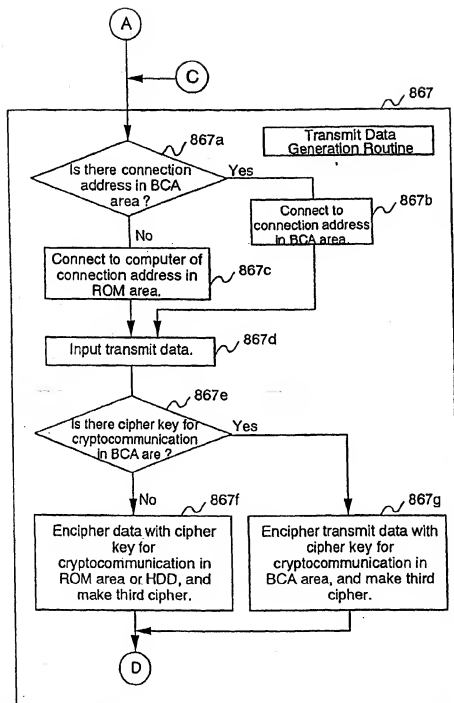 A
C
867
867a
Transmit Data
Generation Routine
Is there connection
address in BCA
area ?
Yes
867b
Connect to
connection address
in BCA area.
No
Connect to computer of
connection address in
ROM area.
867c
Input transmit data.
867d
867e
Is there cipher key for
cryptocommunication
in BCA are ?
Yes
No
867f
867g
Encipher data with cipher
key for
cryptocommunication in
ROM area or HDD, and
make third cipher.
Encipher transmit data with
cipher key for
cryptocommunication in
BCA area, and make third
cipher.
D